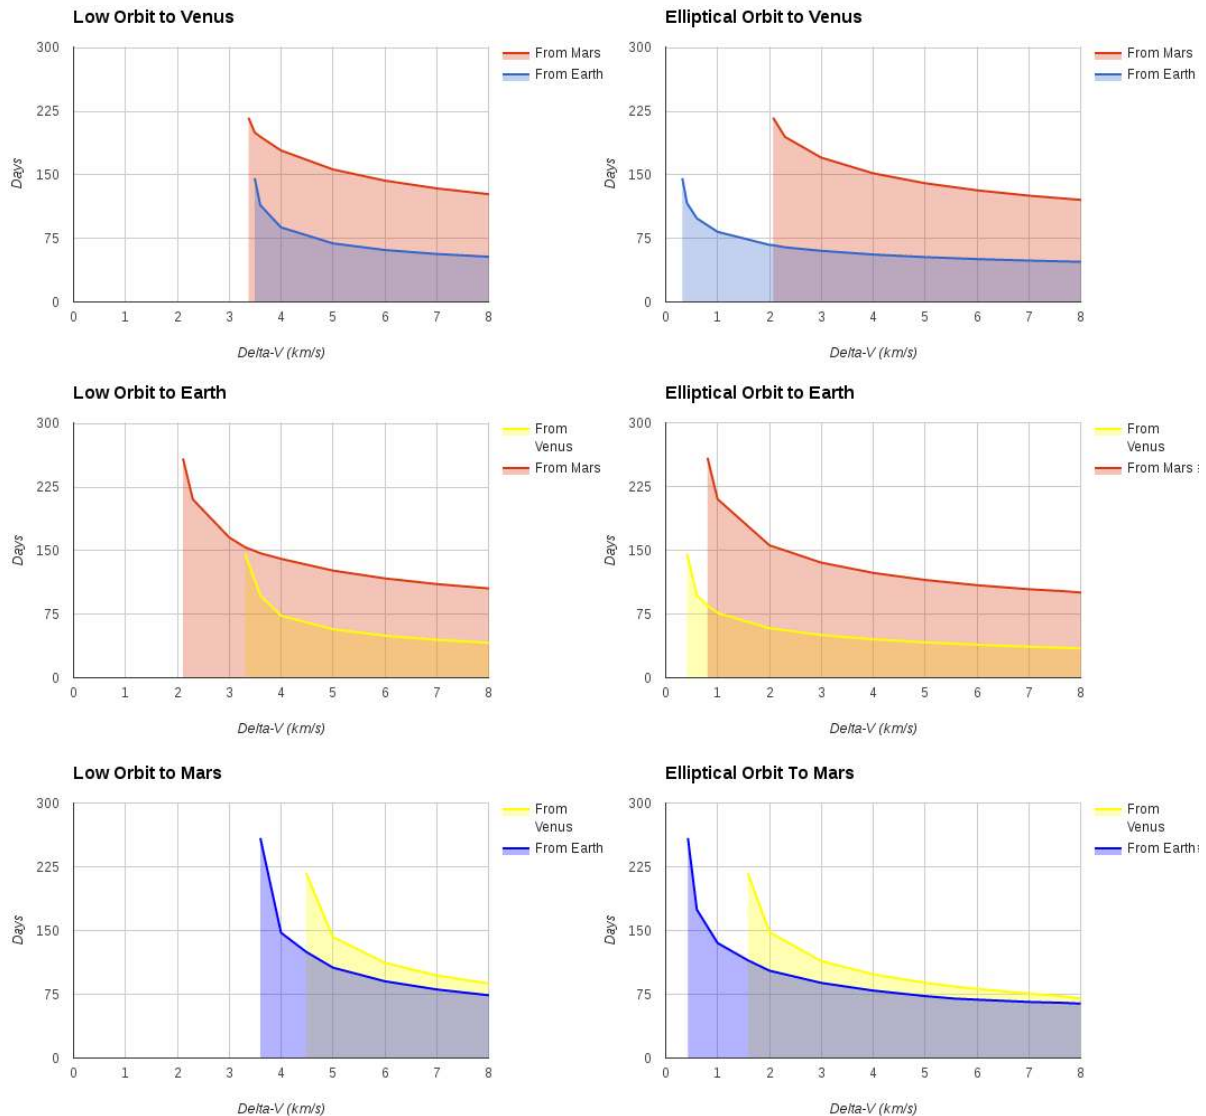 Low Orbit to Venus
300
225
150
75
0
Days
0 1 2 3 4 5 6 7 8
Delta-V (km/s)
From Mars
From Earth
Elliptical Orbit to Venus
300
225
150
75
0
Days
0 1 2 3 4 5 6 7 8
Delta-V (km/s)
From Mars
From Earth
Low Orbit to Earth
300
225
150
75
0
Days
0 1 2 3 4 5 6 7 8
Delta-V (km/s)
From
Venus
From Mars
Elliptical Orbit to Earth
300
225
150
75
0
Days
0 1 2 3 4 5 6 7 8
Delta-V (km/s)
From
Venus
From Mars
Low Orbit to Mars
300
225
150
75
0
Days
0 1 2 3 4 5 6 7 8
Delta-V (km/s)
From
Venus
From Earth
Elliptical Orbit To Mars
300
225
150
75
0
Days
0 1 2 3 4 5 6 7 8
Delta-V (km/s)
From
Venus
From Earth